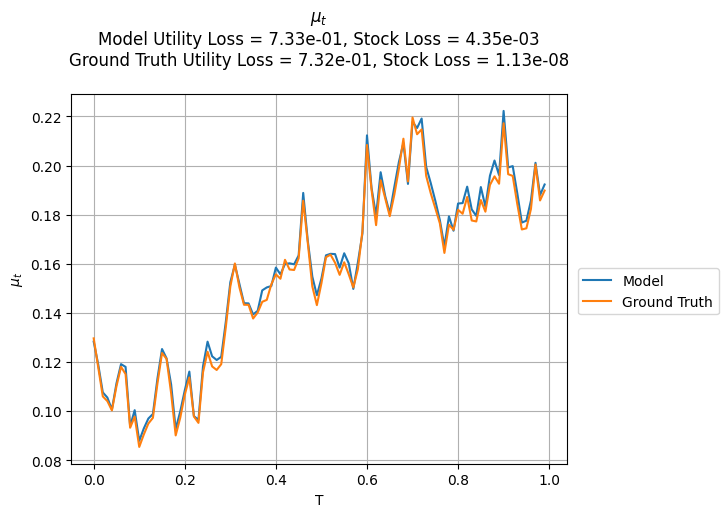 μₜ
Model Utility Loss = 7.33e-01, Stock Loss = 4.35e-03
Ground Truth Utility Loss = 7.32e-01, Stock Loss = 1.13e-08
0.22
0.20
0.18
0.16
0.14
0.12
0.10
0.08
μₜ
0.0
0.2
0.4
0.6
0.8
1.0
T
Model
Ground Truth